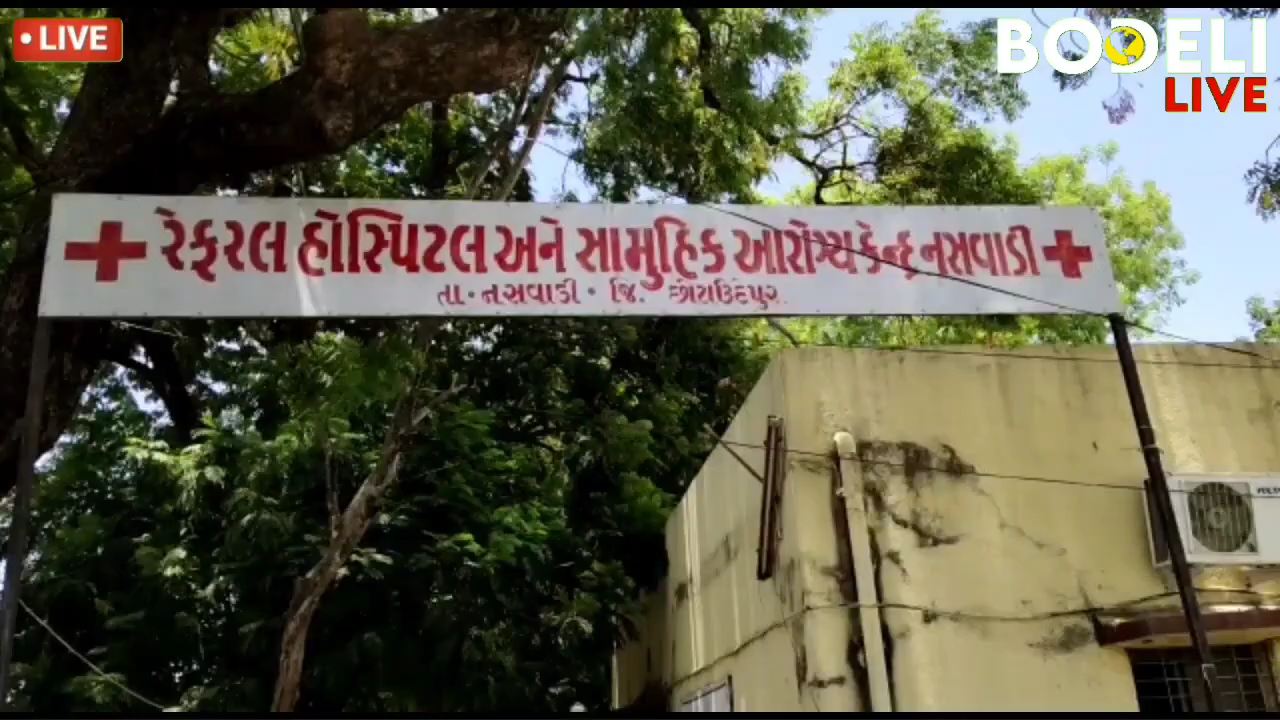 • LIVE
BODELI
LIVE
રેફરલ હોસ્પિટલ અને સામુહિક આરોગ્ય કેન્દ્ર નસવાડી
તા. નસવાડી. જિ. છોટાઉદેપુર.